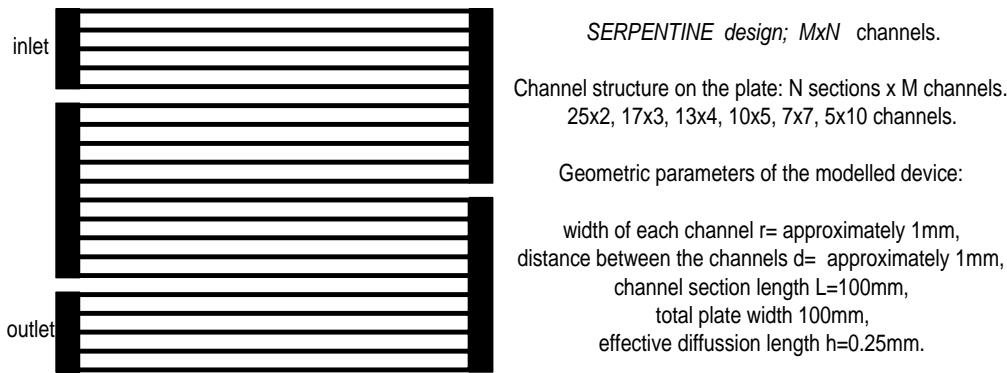 inlet
outlet
SERPENTINE design; MxN channels.
Channel structure on the plate: N sections x M channels.
25x2, 17x3, 13x4, 10x5, 7x7, 5x10 channels.
Geometric parameters of the modelled device:
width of each channel r= approximately 1mm,
distance between the channels d= approximately 1mm,
channel section length L=100mm,
total plate width 100mm,
effective diffussion length h=0.25mm.